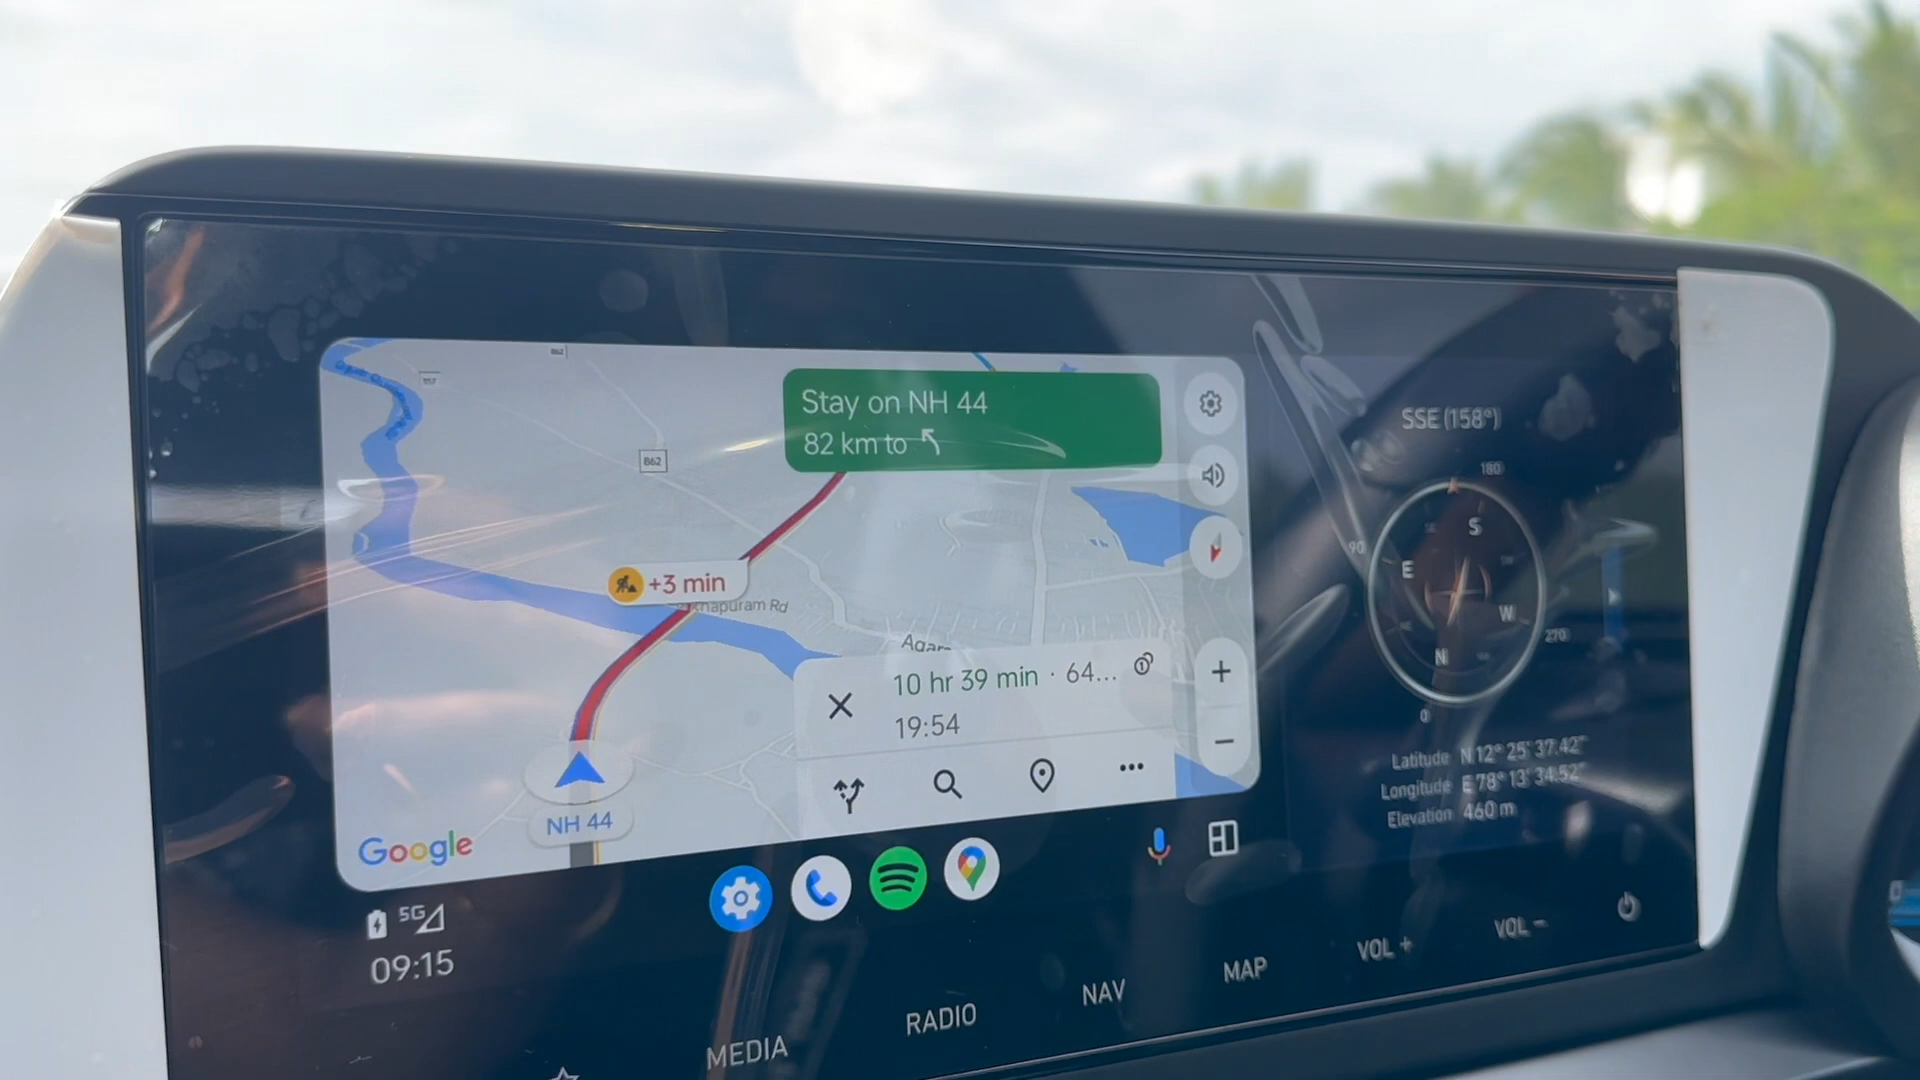 862
Stay on NH 44
82 km to
862
+3 min
10 hr 39 min · 64...
19:54
NH 44
Google
5G
09:15
SSE (158°)
180
S
90
E
W
270
N
0
Latitude N 12° 25' 37.42"
Longitude E 78° 13' 34.52"
Elevation 460 m
MEDIA
RADIO
NAV
MAP
VOL +
VOL -